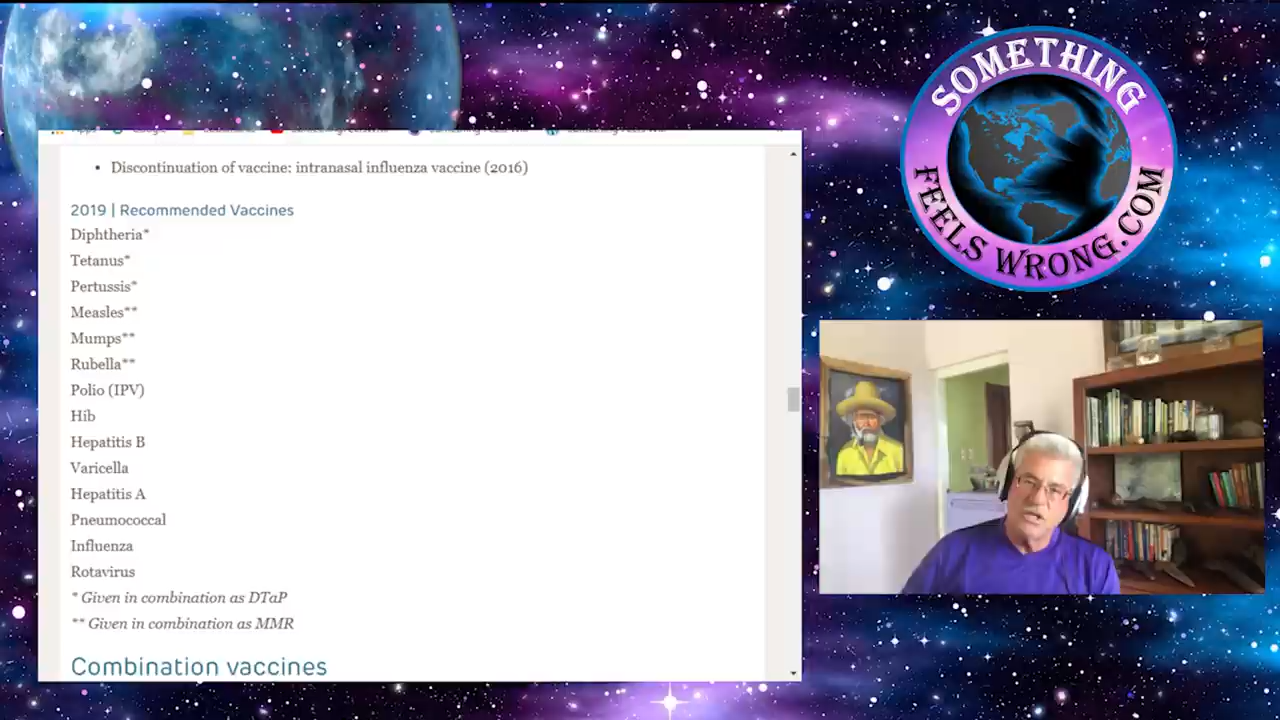 • Discontinuation of vaccine: intranasal influenza vaccine (2016)
2019 | Recommended Vaccines
Diphtheria*
Tetanus*
Pertussis*
Measles**
Mumps**
Rubella**
Polio (IPV)
Hib
Hepatitis B
Varicella
Hepatitis A
Pneumococcal
Influenza
Rotavirus
* Given in combination as DTaP
** Given in combination as MMR
Combination vaccines
SOMETHING
FEELS WRONG.COM